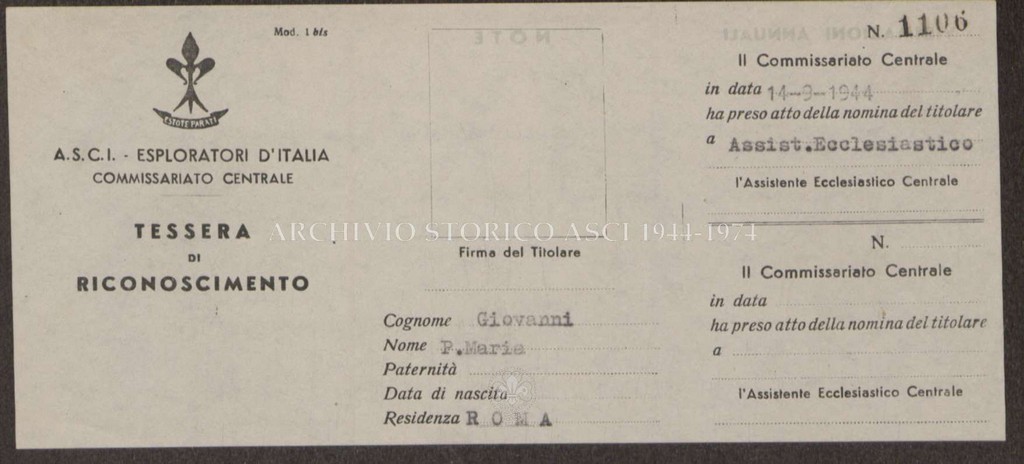 Mod. 1 bis
ESTOTE PARATI
A.S.C.I. - ESPLORATORI D'ITALIA
COMMISSARIATO CENTRALE
TESSERA
DI
RICONOSCIMENTO
NOTE
Firma del Titolare
Cognome Giovanni
Nome P.Maria
Paternità
Data di nascita
Residenza ROMA
N. 1106
Il Commissariato Centrale
in data 14-9-1944
ha preso atto della nomina del titolare
a Assist.Ecclesiastico
l'Assistente Ecclesiastico Centrale
N.
Il Commissariato Centrale
in data
ha preso atto della nomina del titolare
a
l'Assistente Ecclesiastico Centrale
ARCHIVIO STORICO ASCI 1944-1974